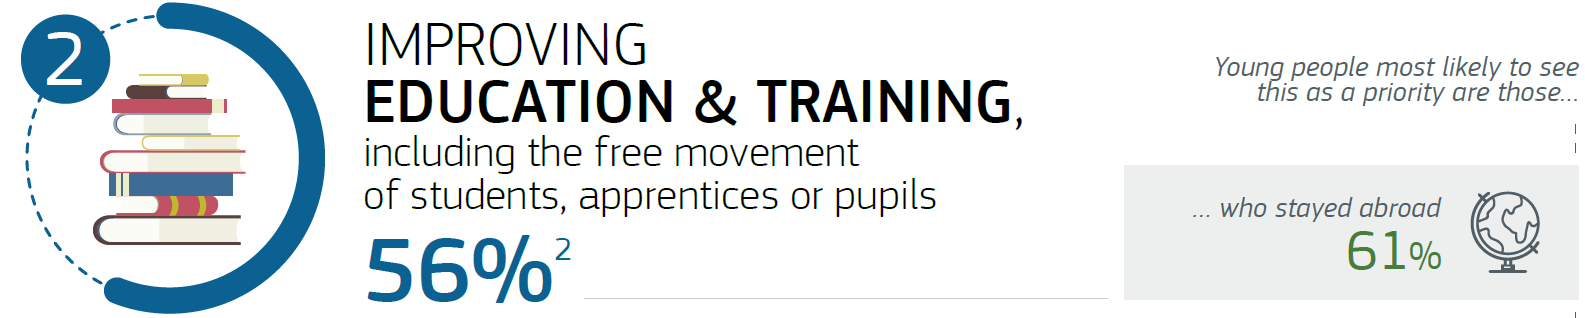 2
IMPROVING
EDUCATION & TRAINING,
including the free movement
of students, apprentices or pupils
56%²
Young people most likely to see
this as a priority are those...
... who stayed abroad
61%